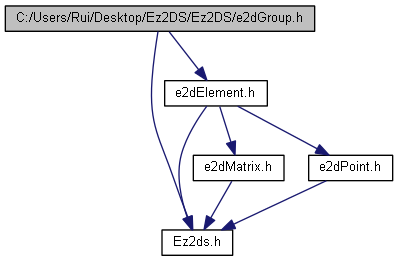 C:/Users/Rui/Desktop/Ez2DS/Ez2DS/e2dGroup.h
e2dElement.h
e2dMatrix.h
e2dPoint.h
Ez2ds.h